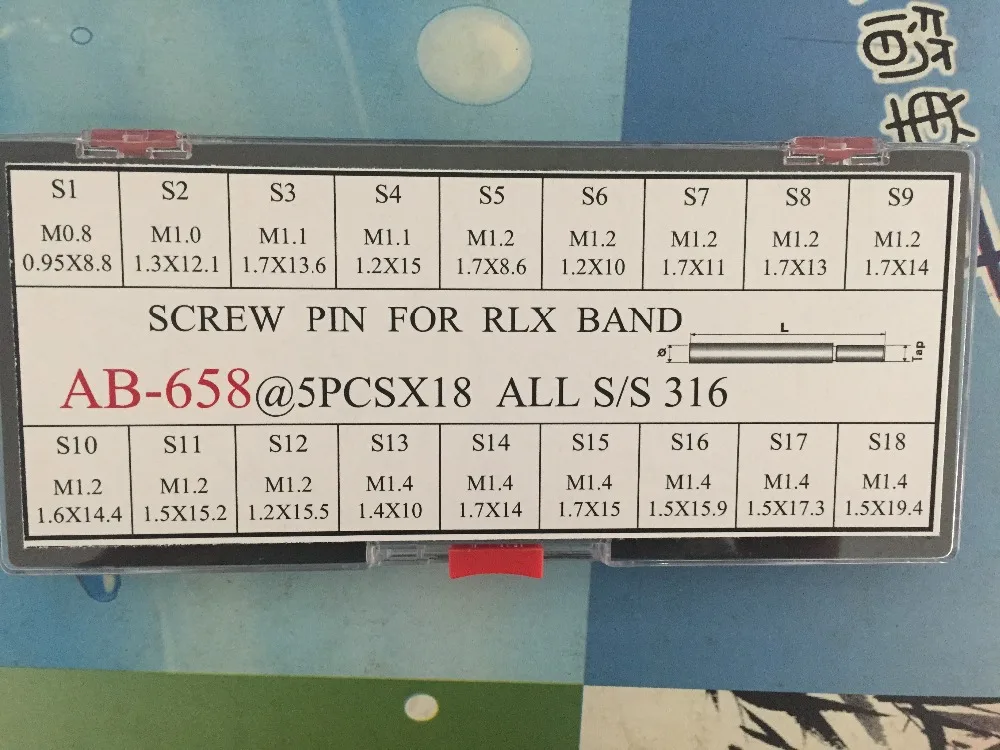 S1 S2 S3 S4 S5 S6 S7 S8 S9
M0.8 M1.0 M1.1 M1.1 M1.2 M1.2 M1.2 M1.2 M1.2
0.95X8.8 1.3X12.1 1.7X13.6 1.2X15 1.7X8.6 1.2X10 1.7X11 1.7X13 1.7X14
SCREW PIN FOR RLX BAND
L
ø
Tap
AB-658@5PCSX18 ALL S/S 316
S10 S11 S12 S13 S14 S15 S16 S17 S18
M1.2 M1.2 M1.2 M1.4 M1.4 M1.4 M1.4 M1.4 M1.4
1.6X14.4 1.5X15.2 1.2X15.5 1.4X10 1.7X14 1.7X15 1.5X15.9 1.5X17.3 1.5X19.4